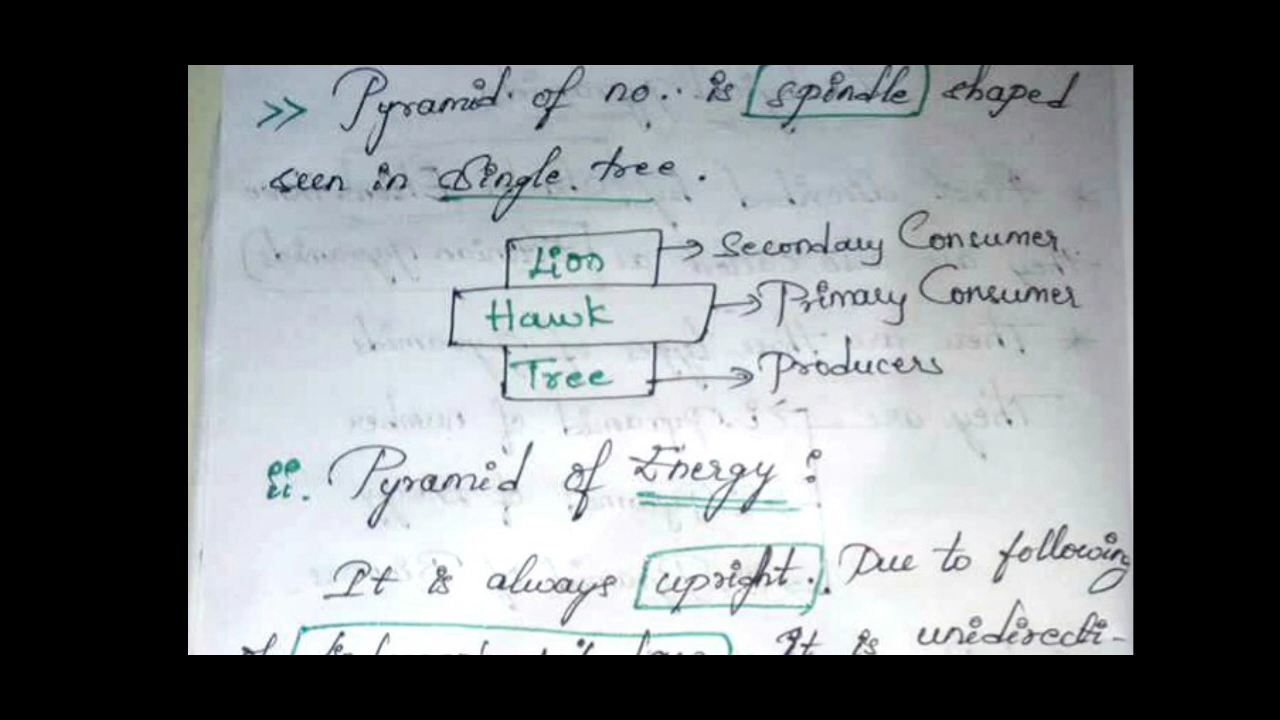 >> Pyramid of no. is spindle shaped
seen in Single tree.
Lion → Secondary Consumer
Hawk → Primary Consumer
Tree → Producers
ii. Pyramid of Energy :
It is always upright. Due to following
It is unidirecti-